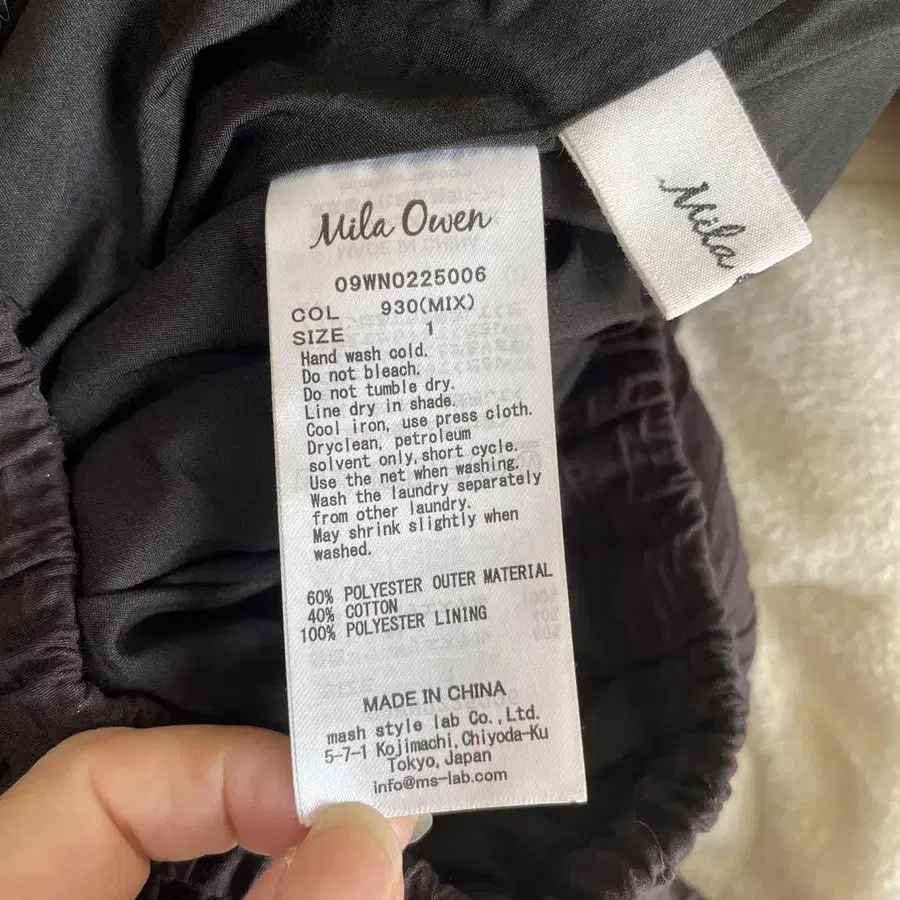 Mila Owen
09WN0225006
COL 930(MIX)
SIZE 1
Hand wash cold.
Do not bleach.
Do not tumble dry.
Line dry in shade.
Cool iron, use press cloth.
Dryclean, petroleum
solvent only,short cycle.
Use the net when washing.
Wash the laundry separately
from other laundry.
May shrink slightly when
washed.
60% POLYESTER OUTER MATERIAL
40% COTTON
100% POLYESTER LINING
MADE IN CHINA
mash style lab Co.,Ltd.
5-7-1 Kojimachi,Chiyoda-Ku
Tokyo,Japan
info@ms-lab.com
Mila